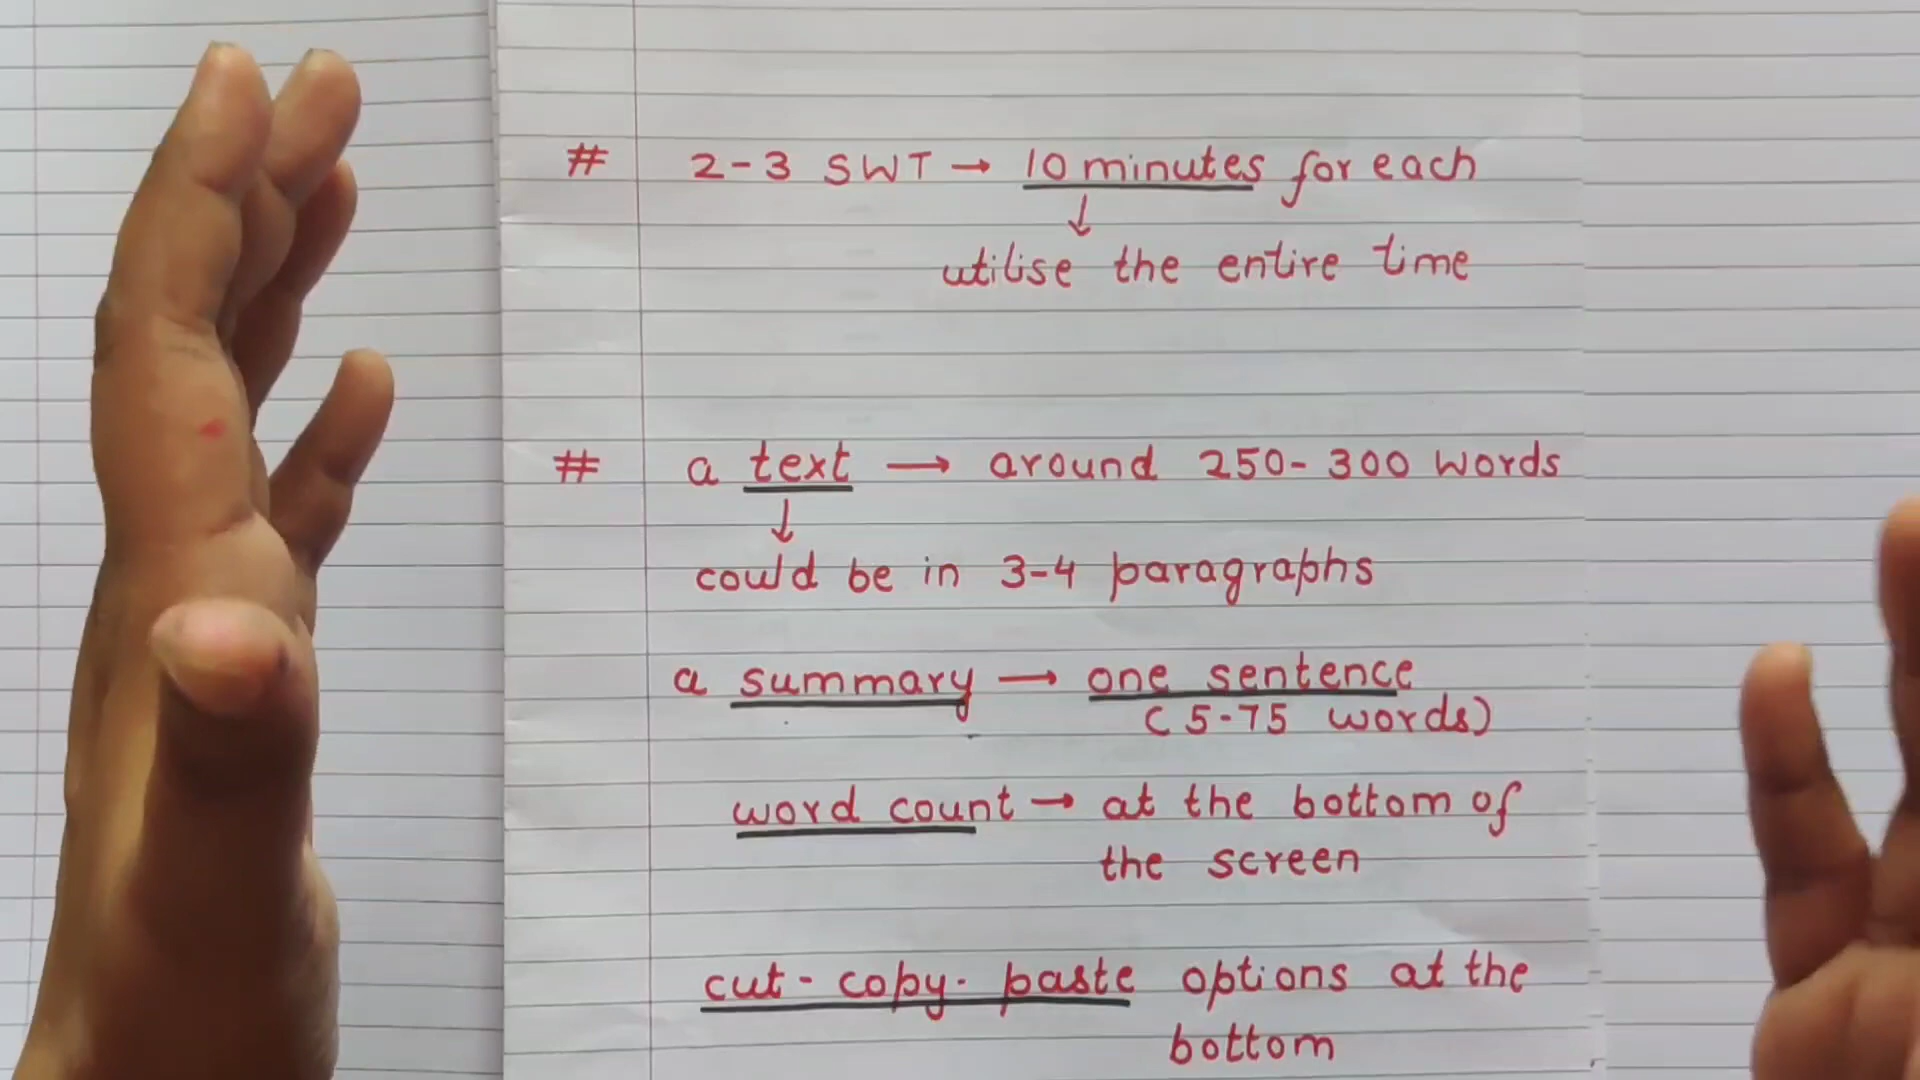 # 2-3 SWT → 10 minutes for each
↓
utilise the entire time
# a text → around 250-300 words
↓
could be in 3-4 paragraphs
a summary → one sentence
(5-75 words)
word count → at the bottom of
the screen
cut-copy-paste options at the
bottom